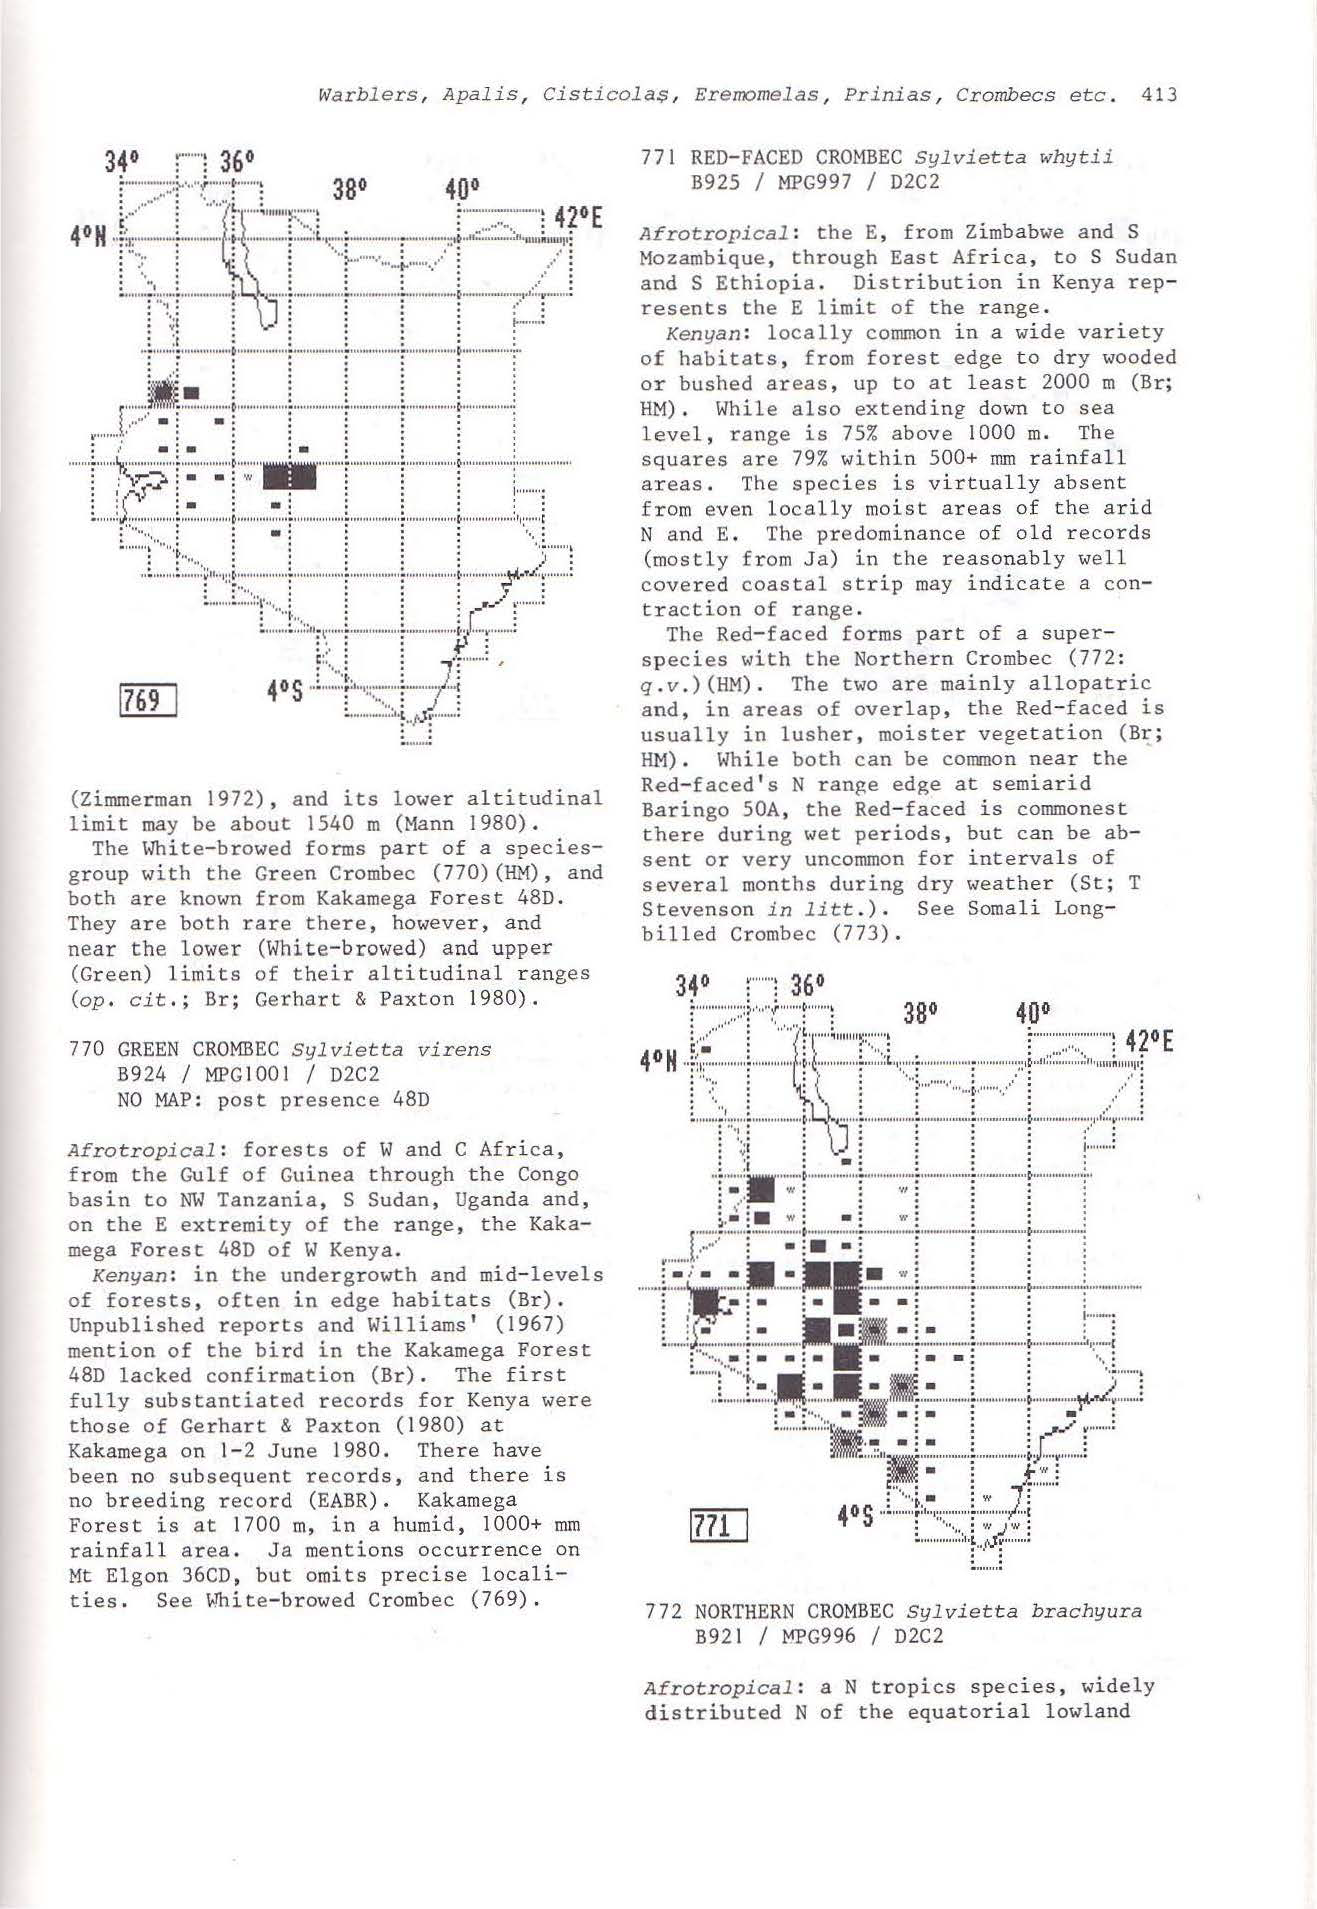 Warblers, Apalis, Cisticolas, Eremomelas, Prinias, Crombecs etc. 413
34° 36°
38° 40°
42°E
4°N
4°S
769
(Zimmerman 1972), and its lower altitudinal
limit may be about 1540 m (Mann 1980).
The White-browed forms part of a species-
group with the Green Crombec (770)(HM), and
both are known from Kakamega Forest 48D.
They are both rare there, however, and
near the lower (White-browed) and upper
(Green) limits of their altitudinal ranges
(op. cit.; Br; Gerhart & Paxton 1980).
770 GREEN CROMBEC Sylvietta virens
B924 / MPG1001 / D2C2
NO MAP: post presence 48D
Afrotropical: forests of W and C Africa,
from the Gulf of Guinea through the Congo
basin to NW Tanzania, S Sudan, Uganda and,
on the E extremity of the range, the Kaka-
mega Forest 48D of W Kenya.
Kenyan: in the undergrowth and mid-levels
of forests, often in edge habitats (Br).
Unpublished reports and Williams' (1967)
mention of the bird in the Kakamega Forest
48D lacked confirmation (Br). The first
fully substantiated records for Kenya were
those of Gerhart & Paxton (1980) at
Kakamega on 1-2 June 1980. There have
been no subsequent records, and there is
no breeding record (EABR). Kakamega
Forest is at 1700 m, in a humid, 1000+ mm
rainfall area. Ja mentions occurrence on
Mt Elgon 36CD, but omits precise locali-
ties. See White-browed Crombec (769).
771 RED-FACED CROMBEC Sylvietta whytii
B925 / MPG997 / D2C2
Afrotropical: the E, from Zimbabwe and S
Mozambique, through East Africa, to S Sudan
and S Ethiopia. Distribution in Kenya rep-
resents the E limit of the range.
Kenyan: locally common in a wide variety
of habitats, from forest edge to dry wooded
or bushed areas, up to at least 2000 m (Br;
HM). While also extending down to sea
level, range is 75% above 1000 m. The
squares are 79% within 500+ mm rainfall
areas. The species is virtually absent
from even locally moist areas of the arid
N and E. The predominance of old records
(mostly from Ja) in the reasonably well
covered coastal strip may indicate a con-
traction of range.
The Red-faced forms part of a super-
species with the Northern Crombec (772:
q.v.)(HM). The two are mainly allopatric
and, in areas of overlap, the Red-faced is
usually in lusher, moister vegetation (Br;
HM). While both can be common near the
Red-faced's N range edge at semiarid
Baringo 50A, the Red-faced is commonest
there during wet periods, but can be ab-
sent or very uncommon for intervals of
several months during dry weather (St; T
Stevenson in litt.). See Somali Long-
billed Crombec (773).
34° 36°
38° 40°
42°E
4°N
4°S
771
772 NORTHERN CROMBEC Sylvietta brachyura
B921 / MPG996 / D2C2
Afrotropical: a N tropics species, widely
distributed N of the equatorial lowland